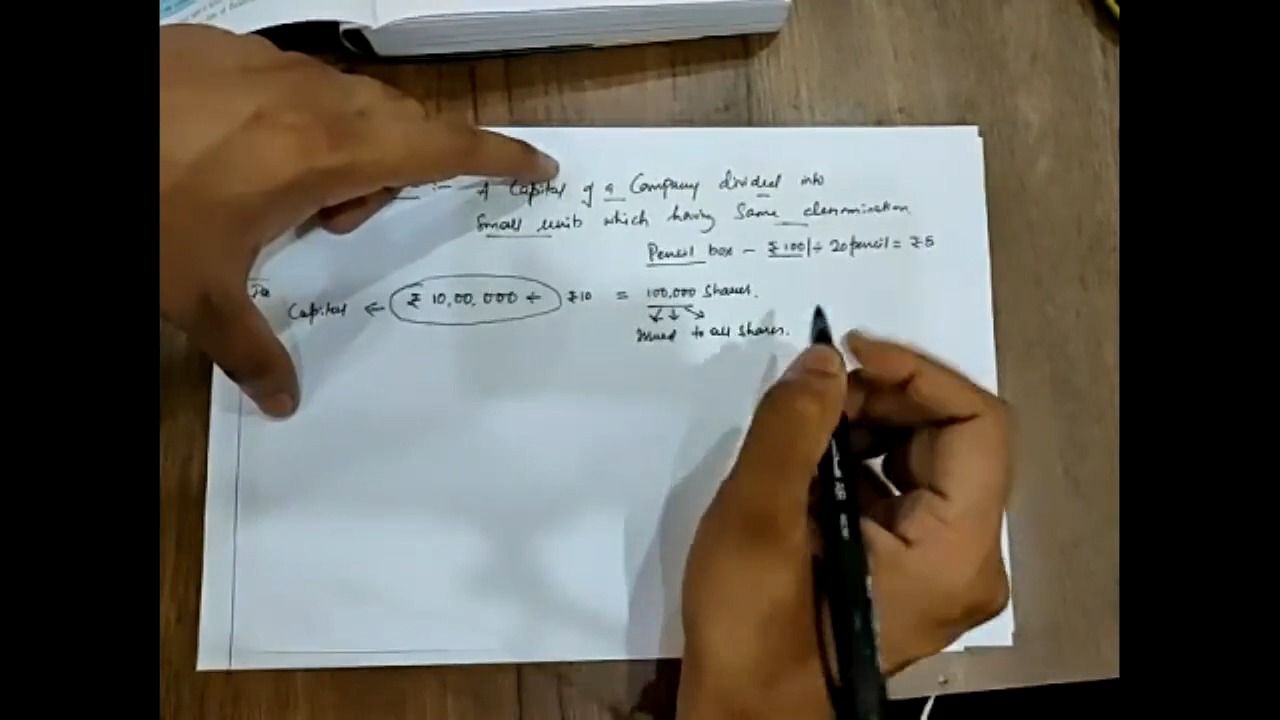 :- A Capital of a Company divided into
Small units which having Same denomination.
Pencil box - ₹100/÷ 20 pencil = ₹5
Capital ← ₹ 10,00,000 ÷ ₹10 = 100,000 Shares.
Issued to all shares.